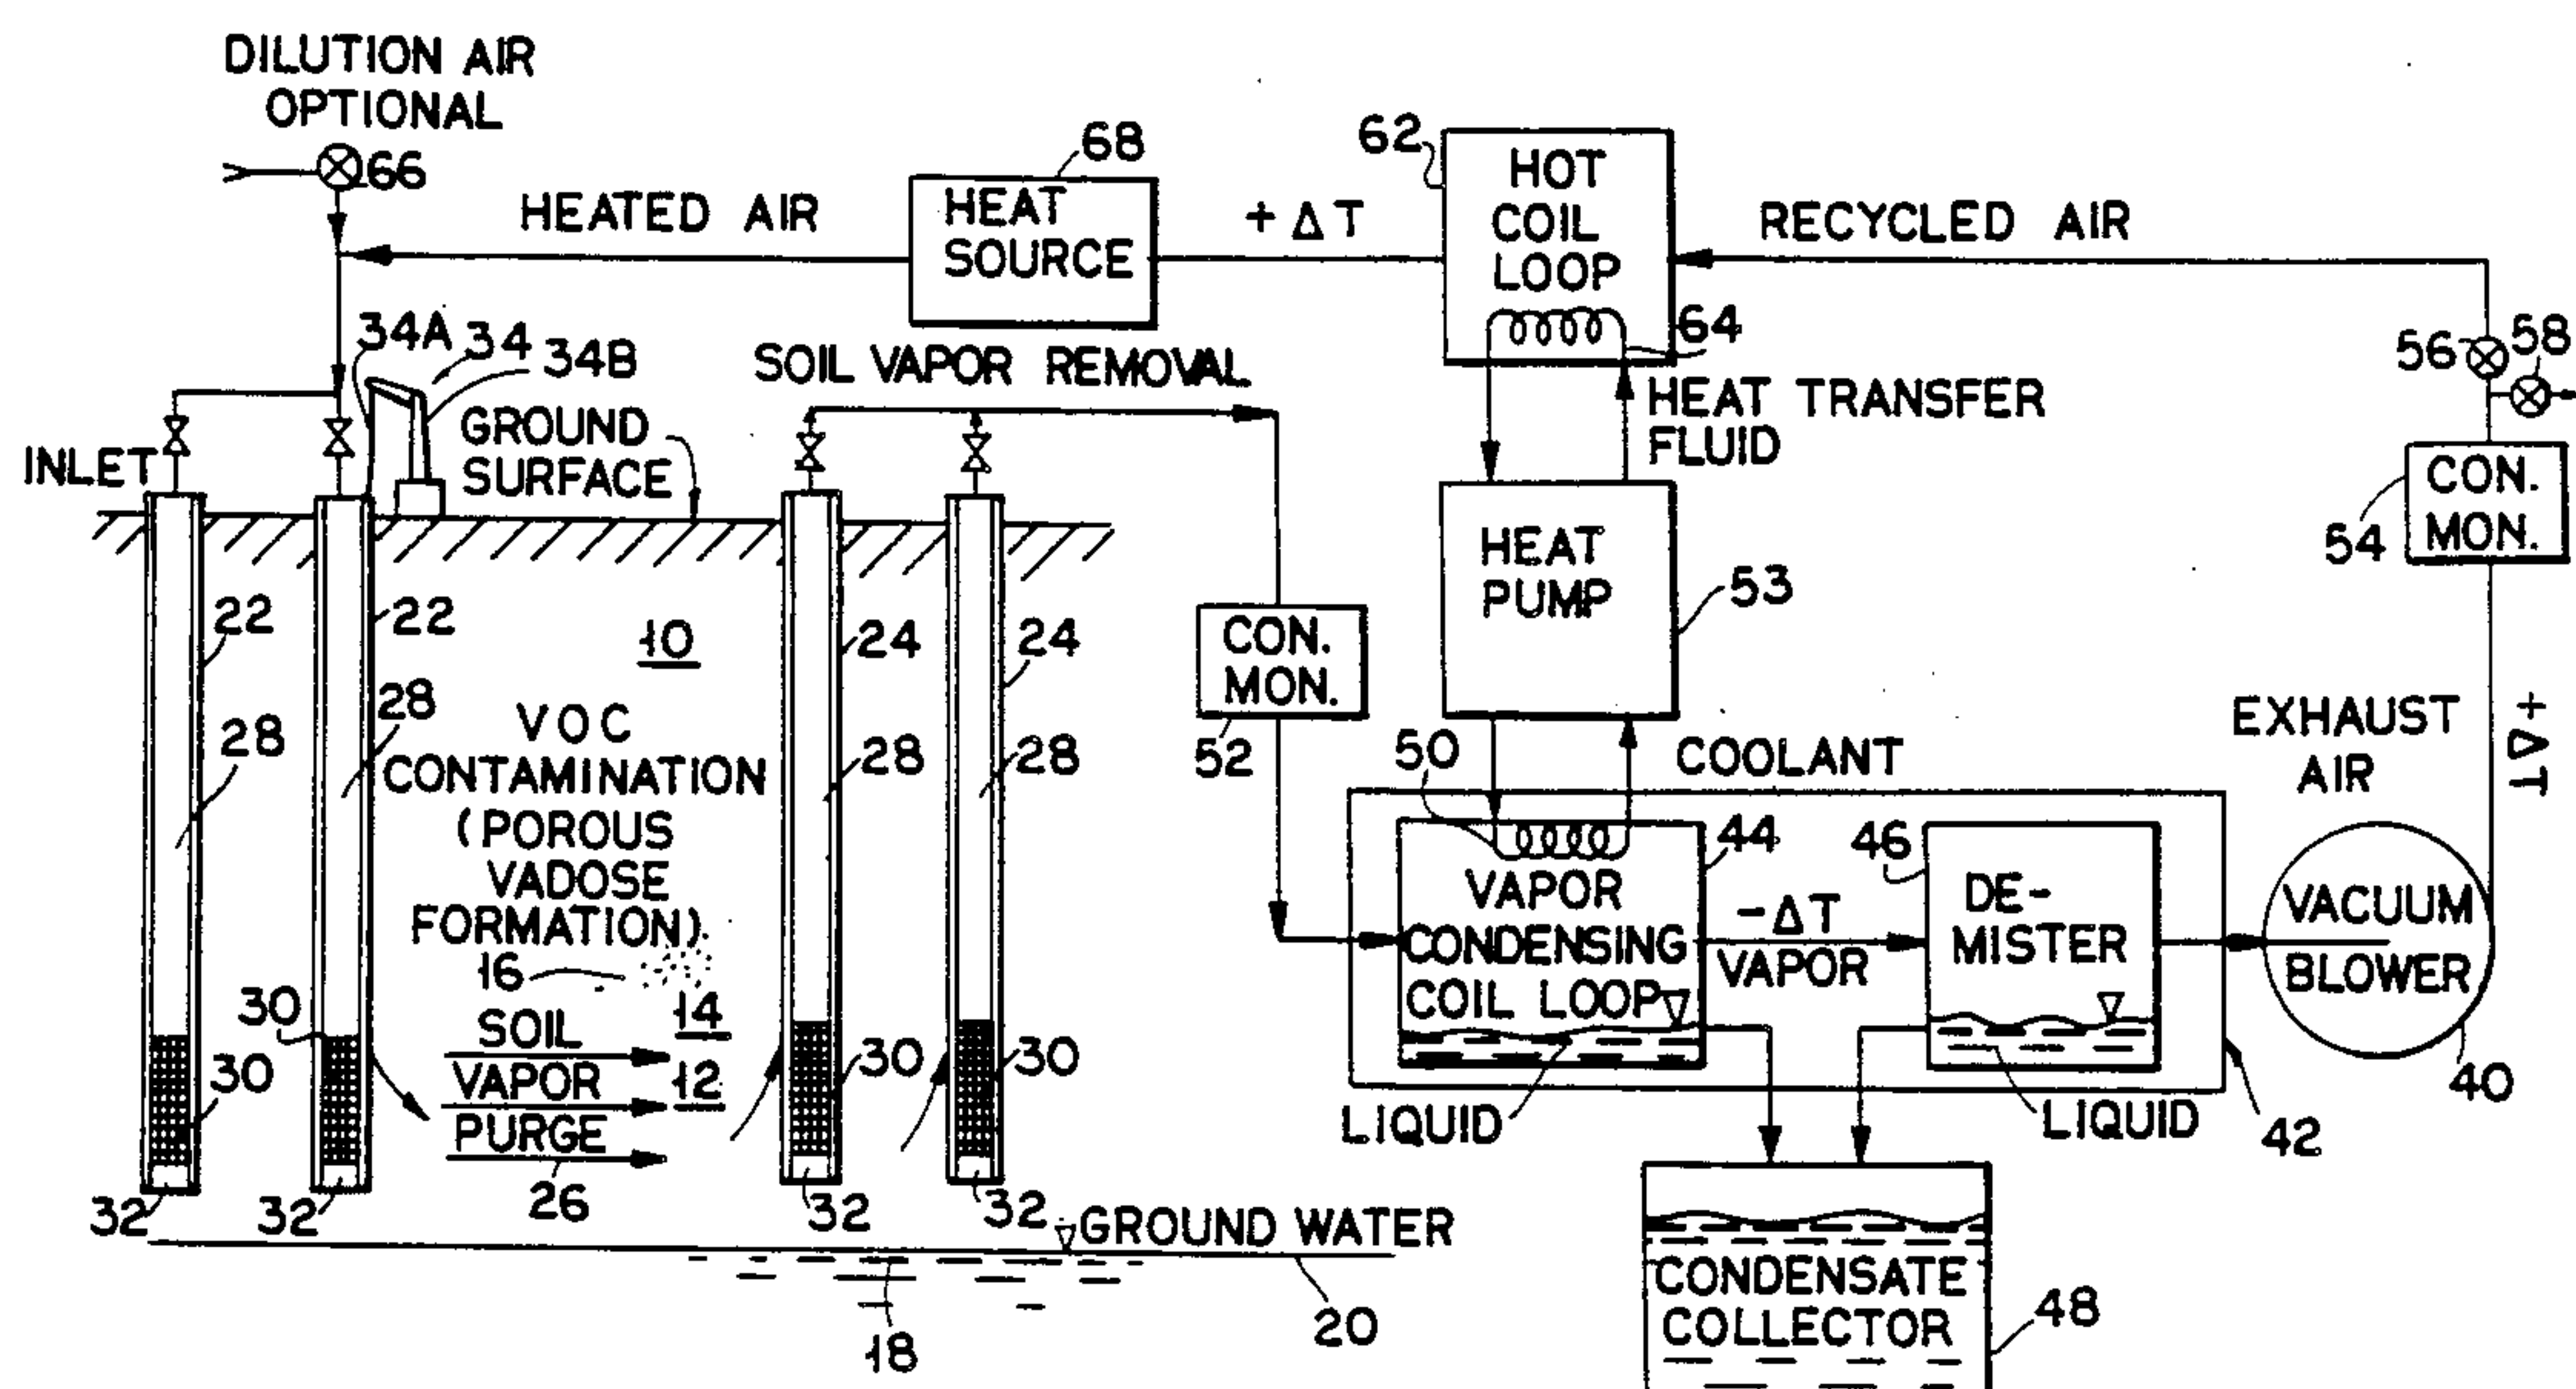 DILUTION AIR
OPTIONAL
66
HEATED AIR
68
HEAT
SOURCE
+ Δ T
62
HOT
COIL
LOOP
64
RECYCLED AIR
56
58
34A
34
34B
SOIL VAPOR REMOVAL
HEAT TRANSFER
FLUID
GROUND
SURFACE
INLET
CON.
MON.
54
HEAT
PUMP
53
22
22
10
24
24
CON.
MON.
52
28
28
28
28
VOC
CONTAMINATION
(POROUS
VADOSE
FORMATION)
16
14
SOIL
VAPOR
12
PURGE
26
30
30
30
30
32
32
32
32
50
COOLANT
EXHAUST
AIR
+ΔT
44
VAPOR
CONDENSING
COIL LOOP
-ΔT
VAPOR
46
DE-
MISTER
VACUUM
BLOWER
40
LIQUID
LIQUID
42
GROUND WATER
18
20
CONDENSATE
COLLECTOR
48